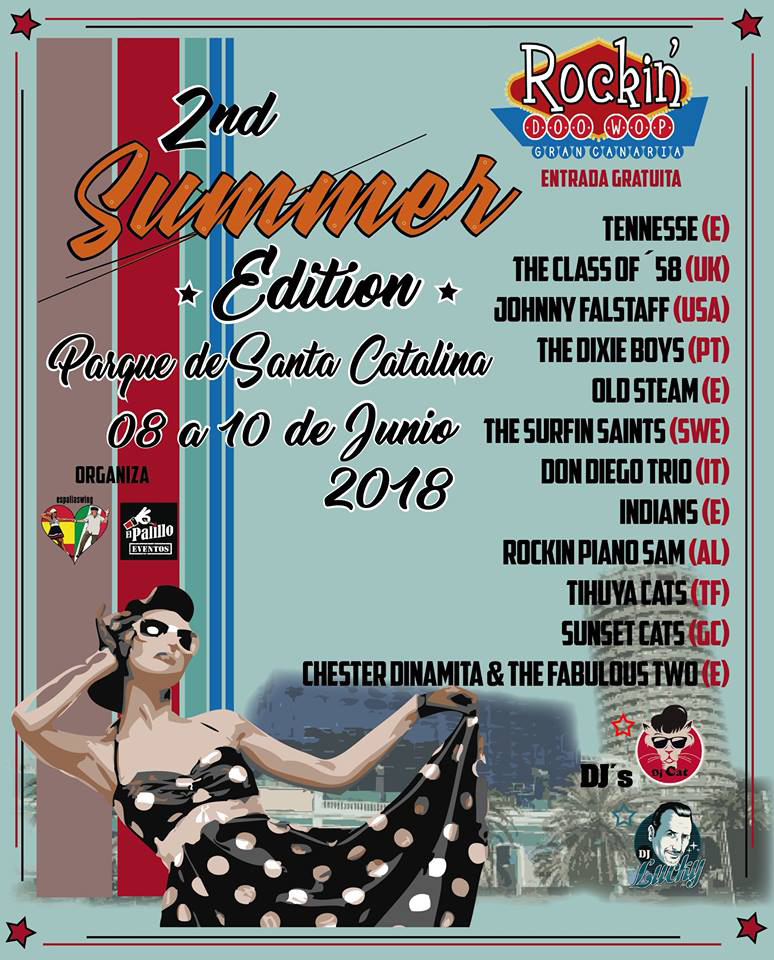 2nd
Summer
Edition
Parque de Santa Catalina
08 a 10 de Junio
2018
ORGANIZA
españaswing
El Palillo
EVENTOS
Rockin'
DOO WOP
GRAN CANARIA
ENTRADA GRATUITA
TENNESSE (E)
THE CLASS OF ´58 (UK)
JOHNNY FALSTAFF (USA)
THE DIXIE BOYS (PT)
OLD STEAM (E)
THE SURFIN SAINTS (SWE)
DON DIEGO TRIO (IT)
INDIANS (E)
ROCKIN PIANO SAM (AL)
TIHUYA CATS (TF)
SUNSET CATS (GC)
CHESTER DINAMITA & THE FABULOUS TWO (E)
DJ´s
Dj Cat
DJ
Lucky